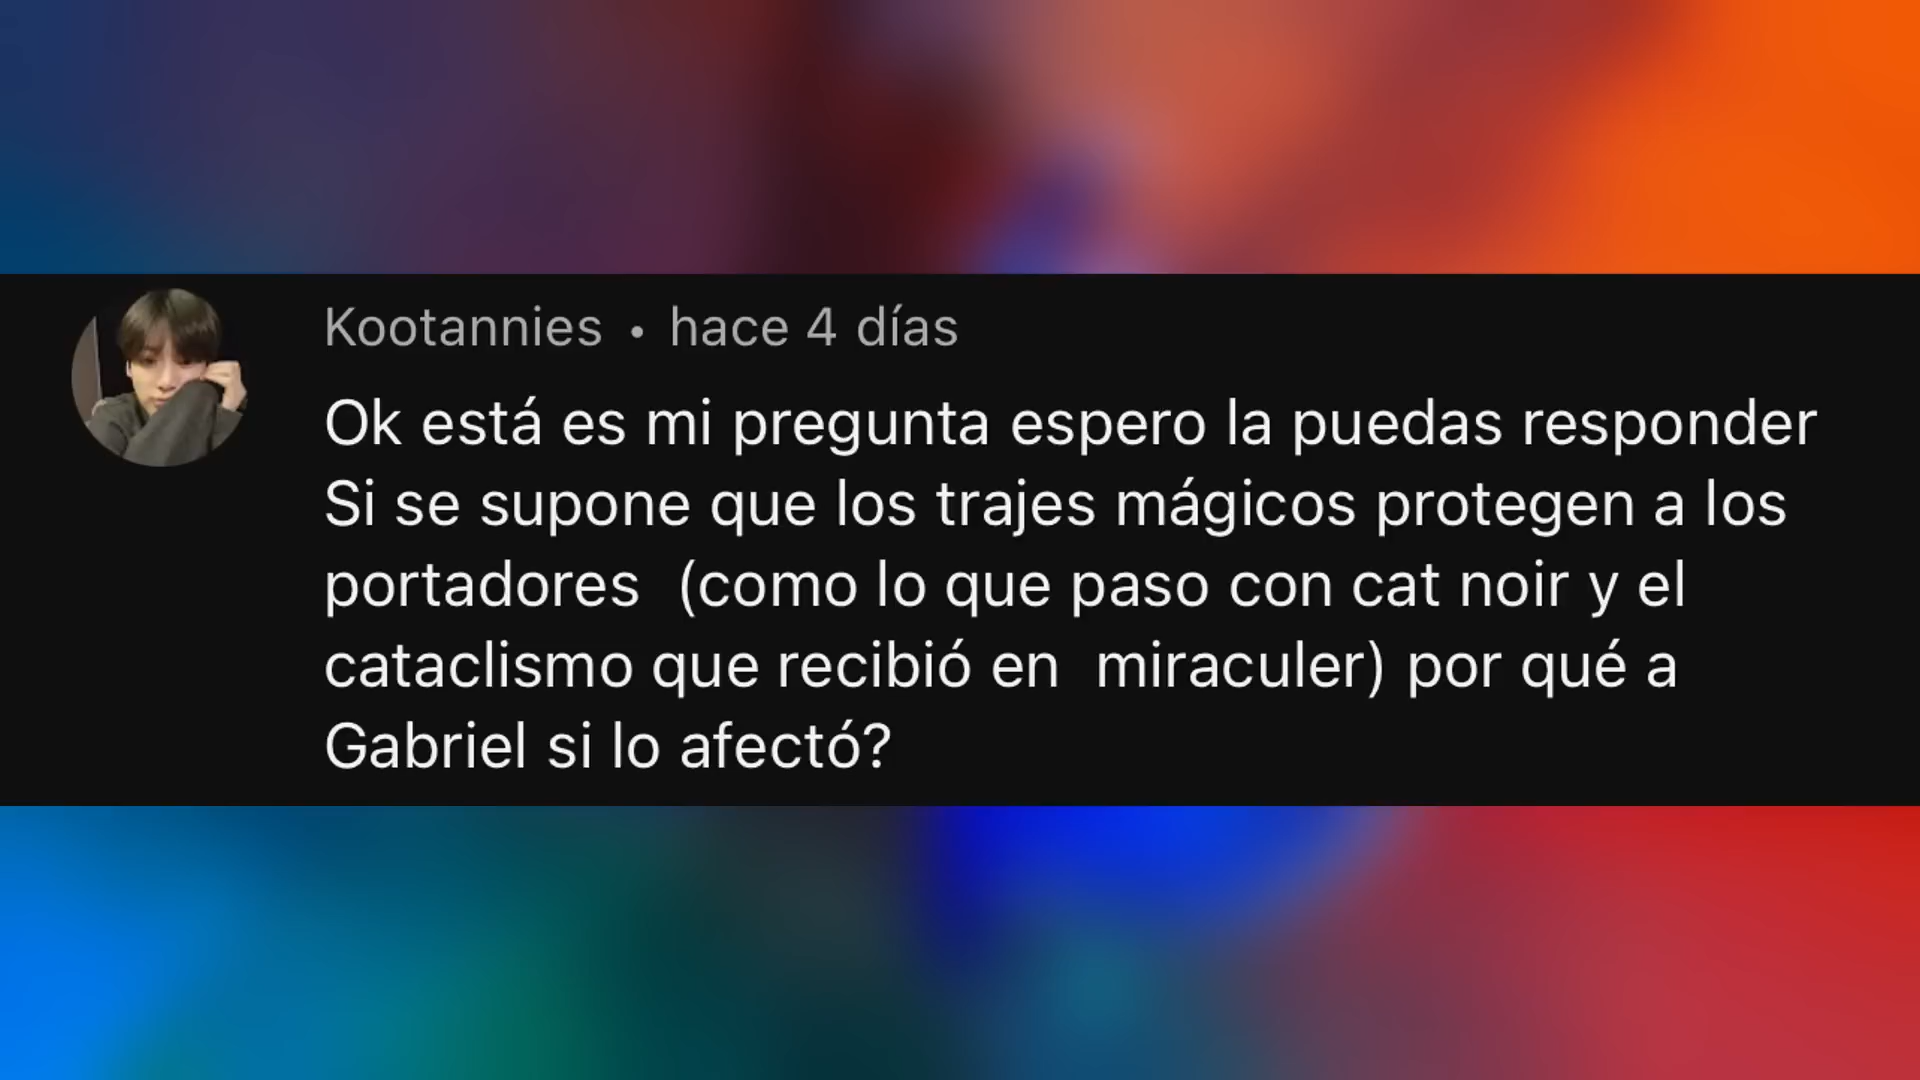 Kootannies • hace 4 días
Ok está es mi pregunta espero la puedas responder
Si se supone que los trajes mágicos protegen a los
portadores  (como lo que paso con cat noir y el
cataclismo que recibió en  miraculer) por qué a
Gabriel si lo afectó?